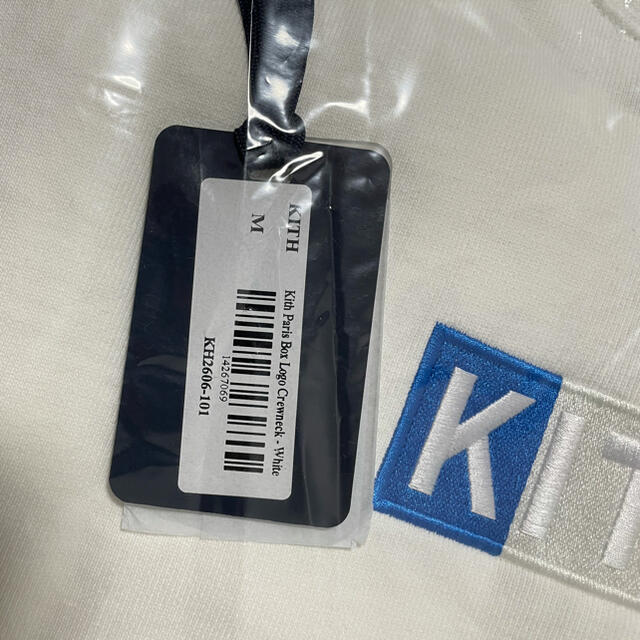 KITH
M
Kith Paris Box Logo Crewneck - White
14267069
KH2606-101
KIT